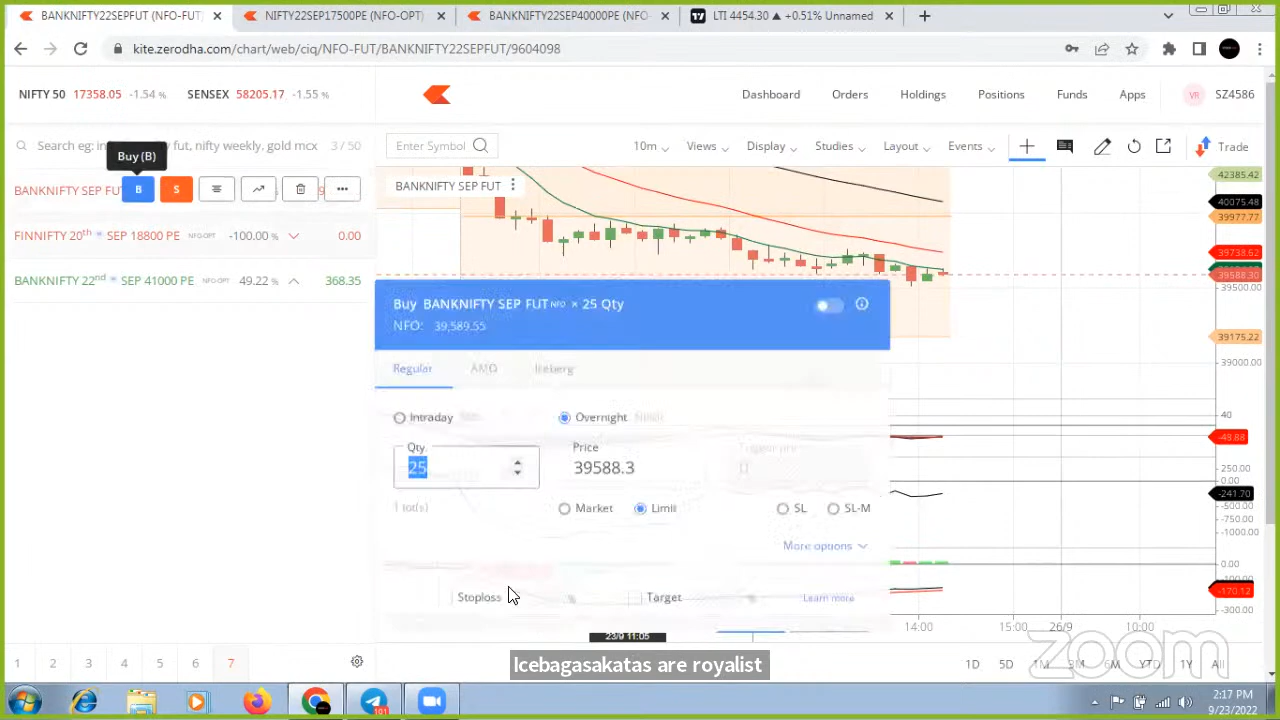 BANKNIFTY22SEPFUT (NFO-FUT
NIFTY22SEP17500PE (NFO-OPT)
BANKNIFTY22SEP40000PE (NFO-
LTI 4454.30 ▲ +0.51% Unnamed
kite.zerodha.com/chart/web/ciq/NFO-FUT/BANKNIFTY22SEPFUT/9604098
NIFTY 50 17358.05 -1.54 % SENSEX 58205.17 -1.55 %
Dashboard Orders Holdings Positions Funds Apps VR SZ4586
3 / 50
Buy (B)
BANKNIFTY SEP FU B S
FINNIFTY 20th SEP 18800 PE NFO-OPT -100.00 % 0.00
BANKNIFTY 22nd SEP 41000 PE NFO-OPT 49.22 % 368.35
Enter Symbol 10m Views Display Studies Layout Events Trade
BANKNIFTY SEP FUT
42385.42
40075.48
39977.77
39738.62
39588.30
39500.00
39175.22
39000.00
40
-48.88
250.00
0.00
-241.70
-500.00
-750.00
-1000.00
0.00
-170.12
-300.00
Buy BANKNIFTY SEP FUT NFO × 25 Qty
NFO: 39,589.55
Regular AMO Iceberg
Intraday Overnight
Qty. Price
25 39588.3 0
1 lot(s) Market Limit SL SL-M
More options
Stoploss % Target % Learn more
23/9 11:05 14:00 15:00 26/9 10:00
1 2 3 4 5 6 7
1D 5D 1M 3M 6M YTD 1Y All
zoom
Icebagasakatas are royalist
101
2:17 PM
9/23/2022